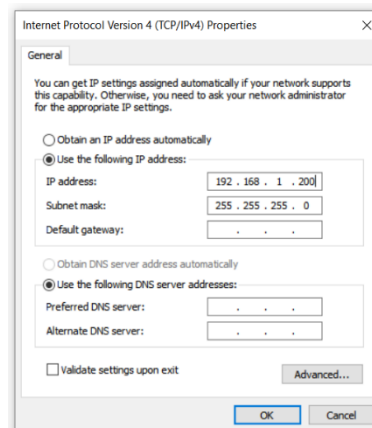 Internet Protocol Version 4 (TCP/IPv4) Properties
General
You can get IP settings assigned automatically if your network supports
this capability. Otherwise, you need to ask your network administrator
for the appropriate IP settings.
Obtain an IP address automatically
Use the following IP address:
IP address: 192 . 168 . 1 . 200
Subnet mask: 255 . 255 . 255 . 0
Default gateway: . . .
Obtain DNS server address automatically
Use the following DNS server addresses:
Preferred DNS server: . . .
Alternate DNS server: . . .
Validate settings upon exit
Advanced...
OK Cancel